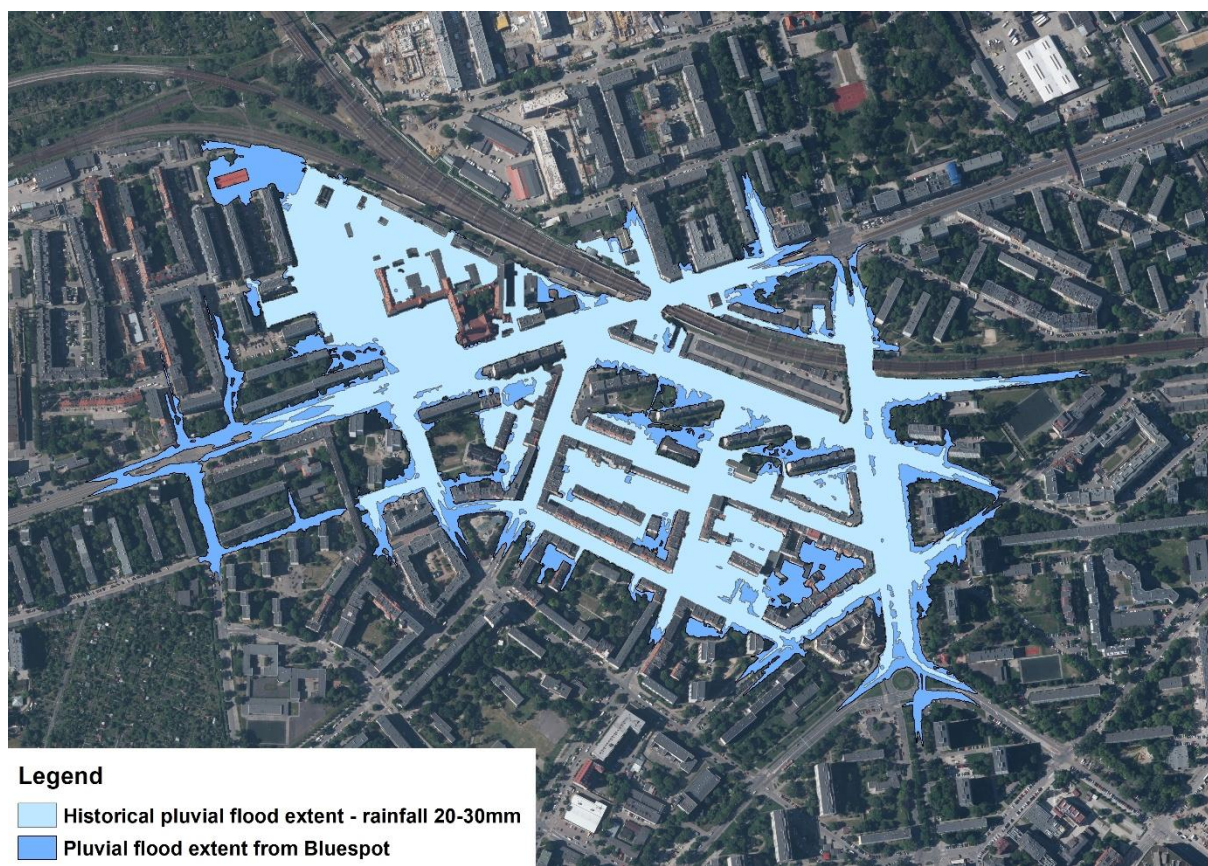 Legend
Historical pluvial flood extent - rainfall 20-30mm
Pluvial flood extent from Bluespot